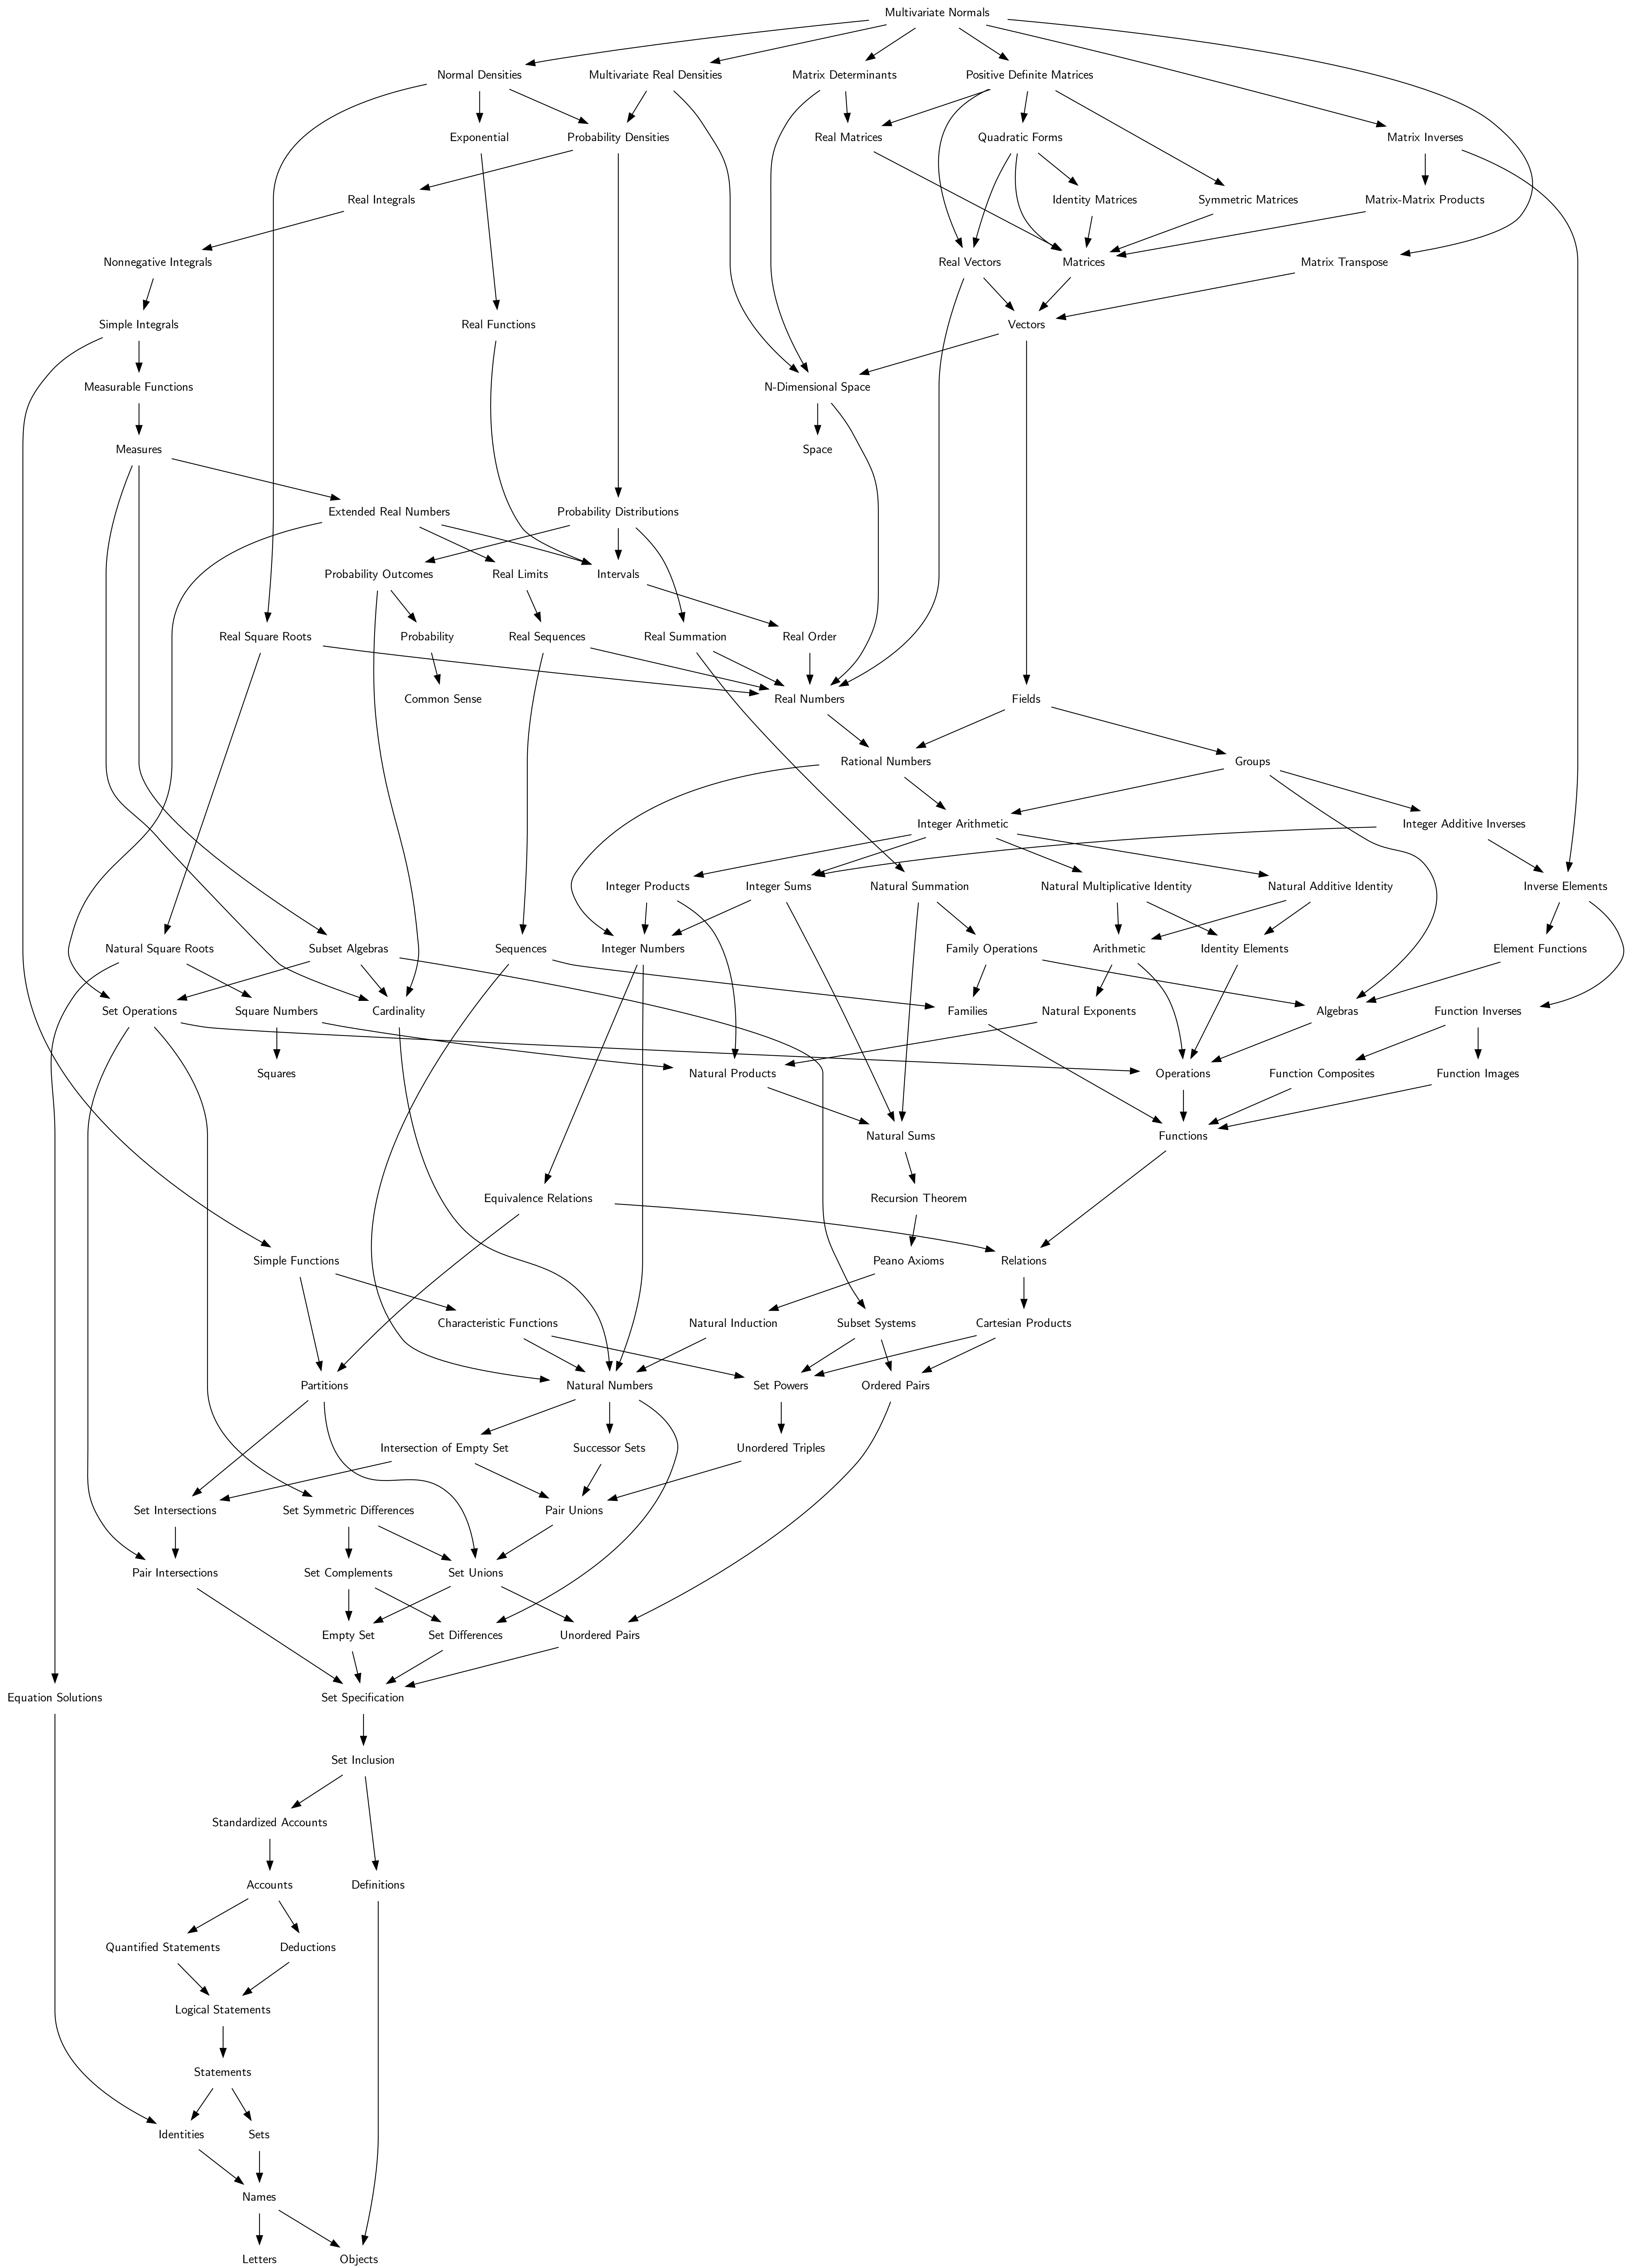 Multivariate Normals
Normal Densities
Multivariate Real Densities
Matrix Determinants
Positive Definite Matrices
Exponential
Probability Densities
Real Matrices
Quadratic Forms
Matrix Inverses
Real Integrals
Identity Matrices
Symmetric Matrices
Matrix-Matrix Products
Nonnegative Integrals
Real Vectors
Matrices
Matrix Transpose
Simple Integrals
Real Functions
Vectors
Measurable Functions
N-Dimensional Space
Measures
Space
Extended Real Numbers
Probability Distributions
Probability Outcomes
Real Limits
Intervals
Real Square Roots
Probability
Real Sequences
Real Summation
Real Order
Common Sense
Real Numbers
Fields
Rational Numbers
Groups
Integer Arithmetic
Integer Additive Inverses
Integer Products
Integer Sums
Natural Summation
Natural Multiplicative Identity
Natural Additive Identity
Inverse Elements
Natural Square Roots
Subset Algebras
Sequences
Integer Numbers
Family Operations
Arithmetic
Identity Elements
Element Functions
Set Operations
Square Numbers
Cardinality
Families
Natural Exponents
Algebras
Function Inverses
Squares
Natural Products
Operations
Function Composites
Function Images
Natural Sums
Functions
Equivalence Relations
Recursion Theorem
Simple Functions
Peano Axioms
Relations
Characteristic Functions
Natural Induction
Subset Systems
Cartesian Products
Partitions
Natural Numbers
Set Powers
Ordered Pairs
Intersection of Empty Set
Successor Sets
Unordered Triples
Set Intersections
Set Symmetric Differences
Pair Unions
Pair Intersections
Set Complements
Set Unions
Empty Set
Set Differences
Unordered Pairs
Equation Solutions
Set Specification
Set Inclusion
Standardized Accounts
Accounts
Definitions
Quantified Statements
Deductions
Logical Statements
Statements
Identities
Sets
Names
Letters
Objects